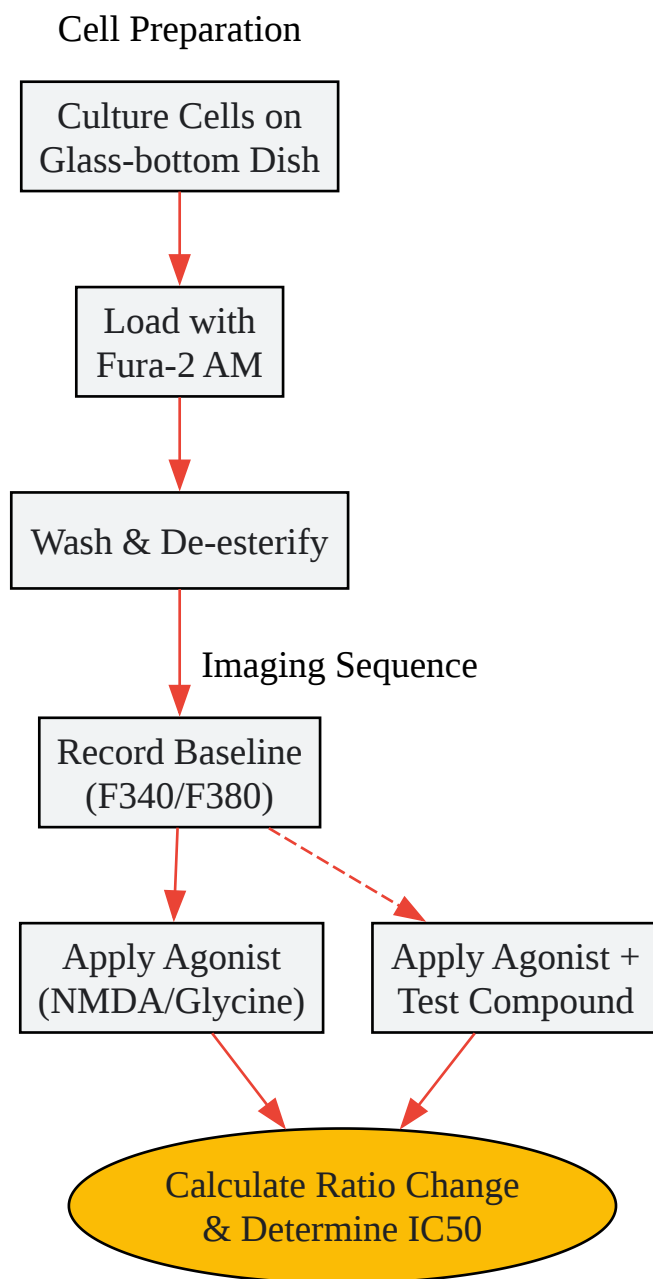 Cell Preparation
Culture Cells on
Glass-bottom Dish
Load with
Fura-2 AM
Wash & De-esterify
Imaging Sequence
Record Baseline
(F340/F380)
Apply Agonist
(NMDA/Glycine)
Apply Agonist +
Test Compound
Calculate Ratio Change
& Determine IC50